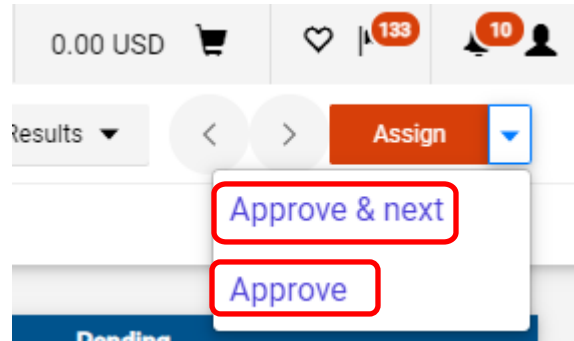 0.00 USD 133 10
Results Assign
Approve & next
Approve
Pending